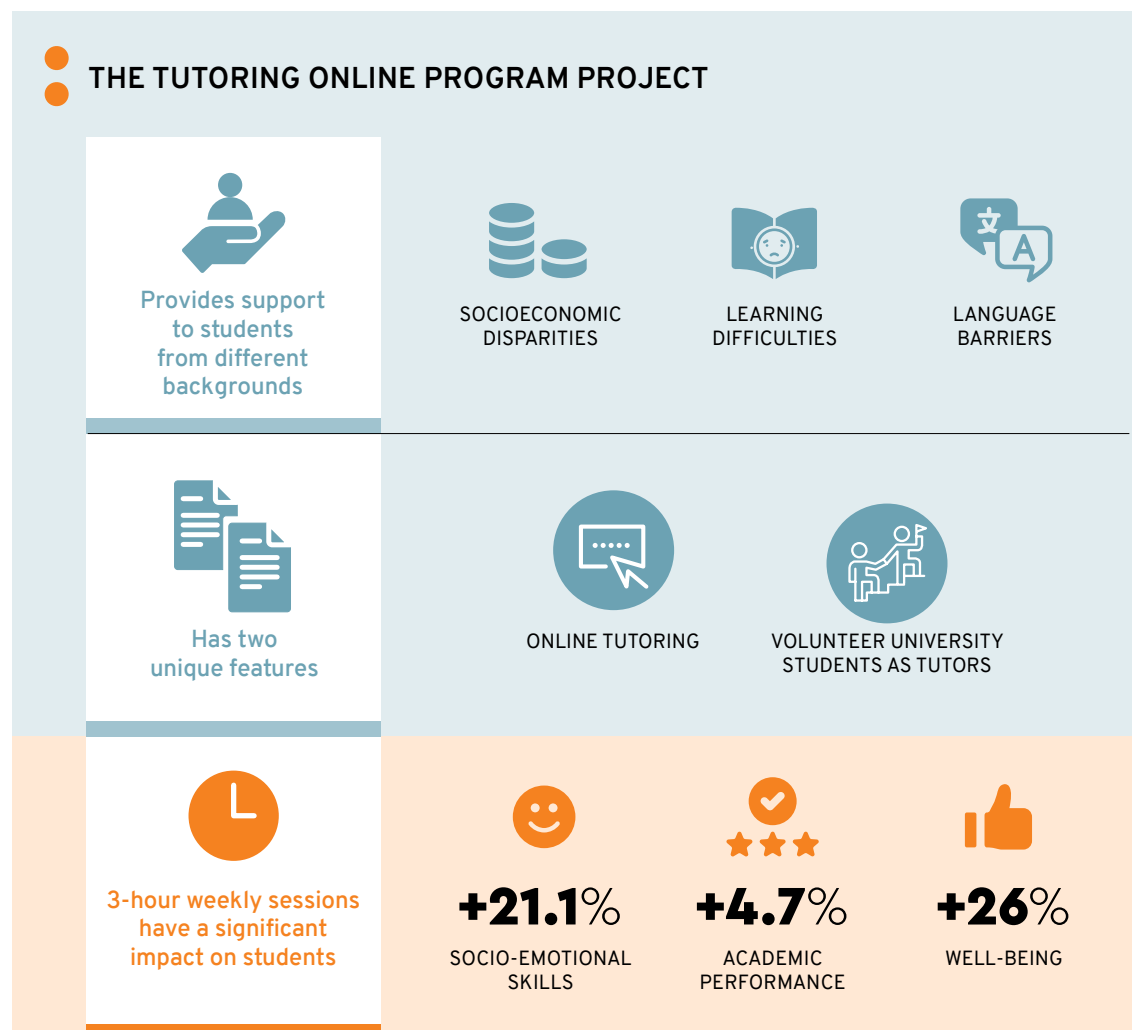 THE TUTORING ONLINE PROGRAM PROJECT
Provides support
to students
from different
backgrounds
SOCIOECONOMIC
DISPARITIES
LEARNING
DIFFICULTIES
文
A
LANGUAGE
BARRIERS
Has two
unique features
ONLINE TUTORING
VOLUNTEER UNIVERSITY
STUDENTS AS TUTORS
3-hour weekly sessions
have a significant
impact on students
+21.1%
SOCIO-EMOTIONAL
SKILLS
+4.7%
ACADEMIC
PERFORMANCE
+26%
WELL-BEING